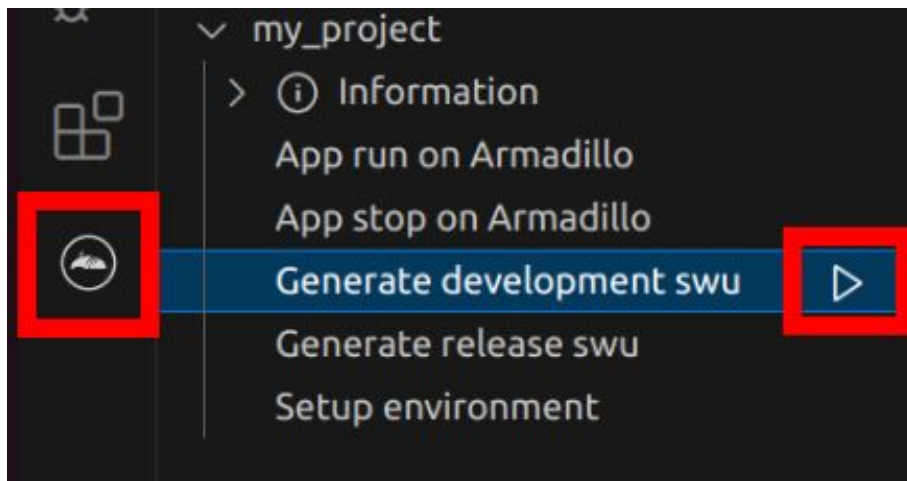 my_project
Information
App run on Armadillo
App stop on Armadillo
Generate development swu
Generate release swu
Setup environment